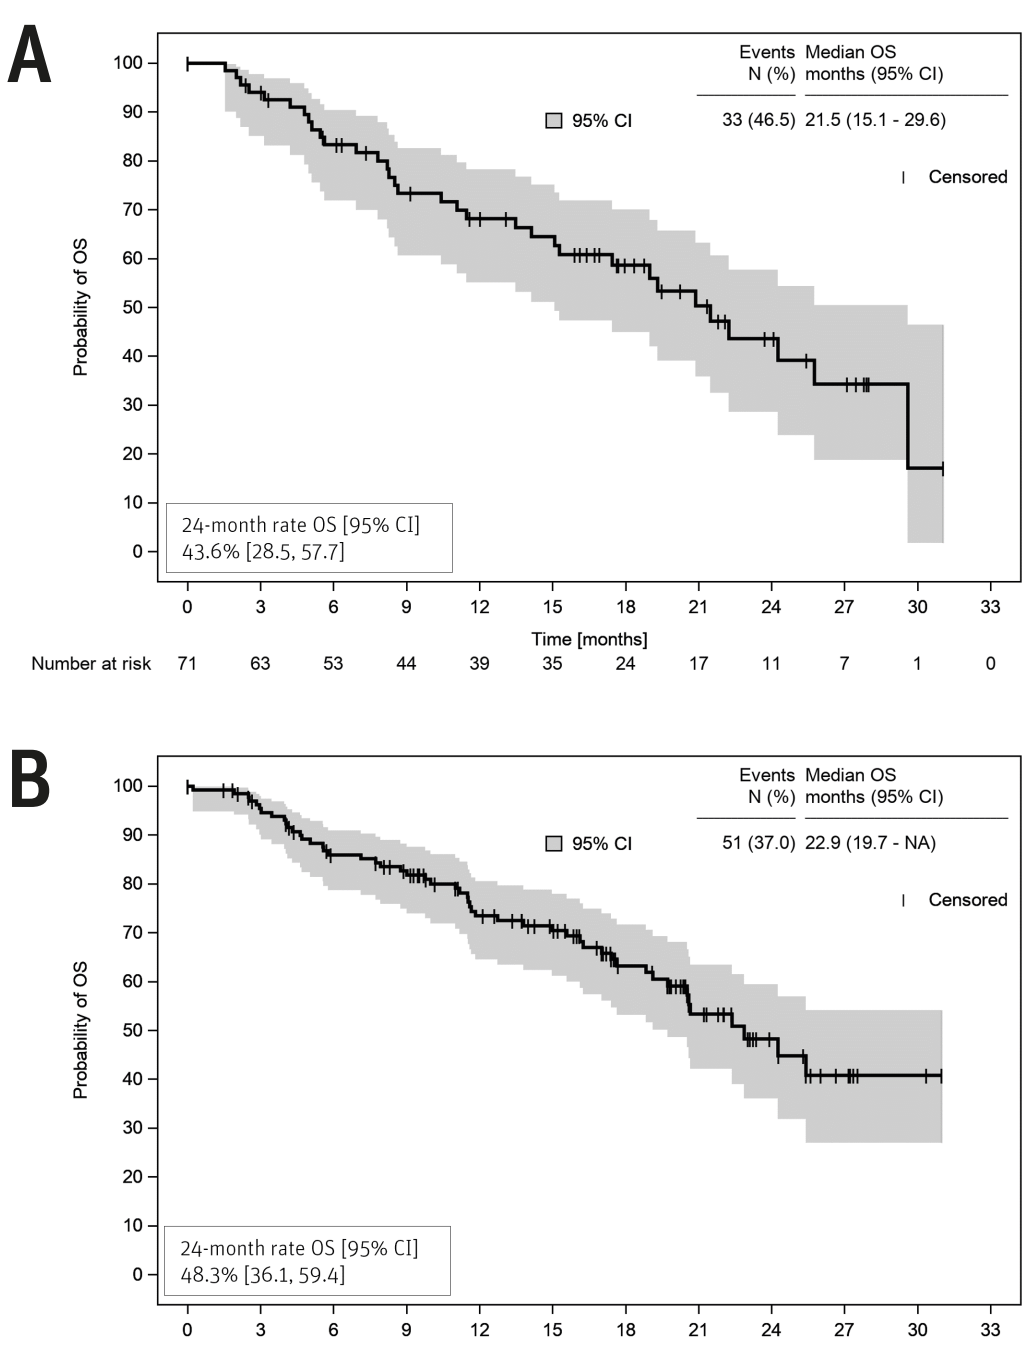 A
Events Median OS
N (%) months (95% CI)
95% CI 33 (46.5) 21.5 (15.1 - 29.6)
Censored
100
90
80
70
60
50
40
30
20
10
0
Probability of OS
24-month rate OS [95% CI]
43.6% [28.5, 57.7]
0 3 6 9 12 15 18 21 24 27 30 33
Time [months]
Number at risk 71 63 53 44 39 35 24 17 11 7 1 0
B
Events Median OS
N (%) months (95% CI)
95% CI 51 (37.0) 22.9 (19.7 - NA)
Censored
100
90
80
70
60
50
40
30
20
10
0
Probability of OS
24-month rate OS [95% CI]
48.3% [36.1, 59.4]
0 3 6 9 12 15 18 21 24 27 30 33